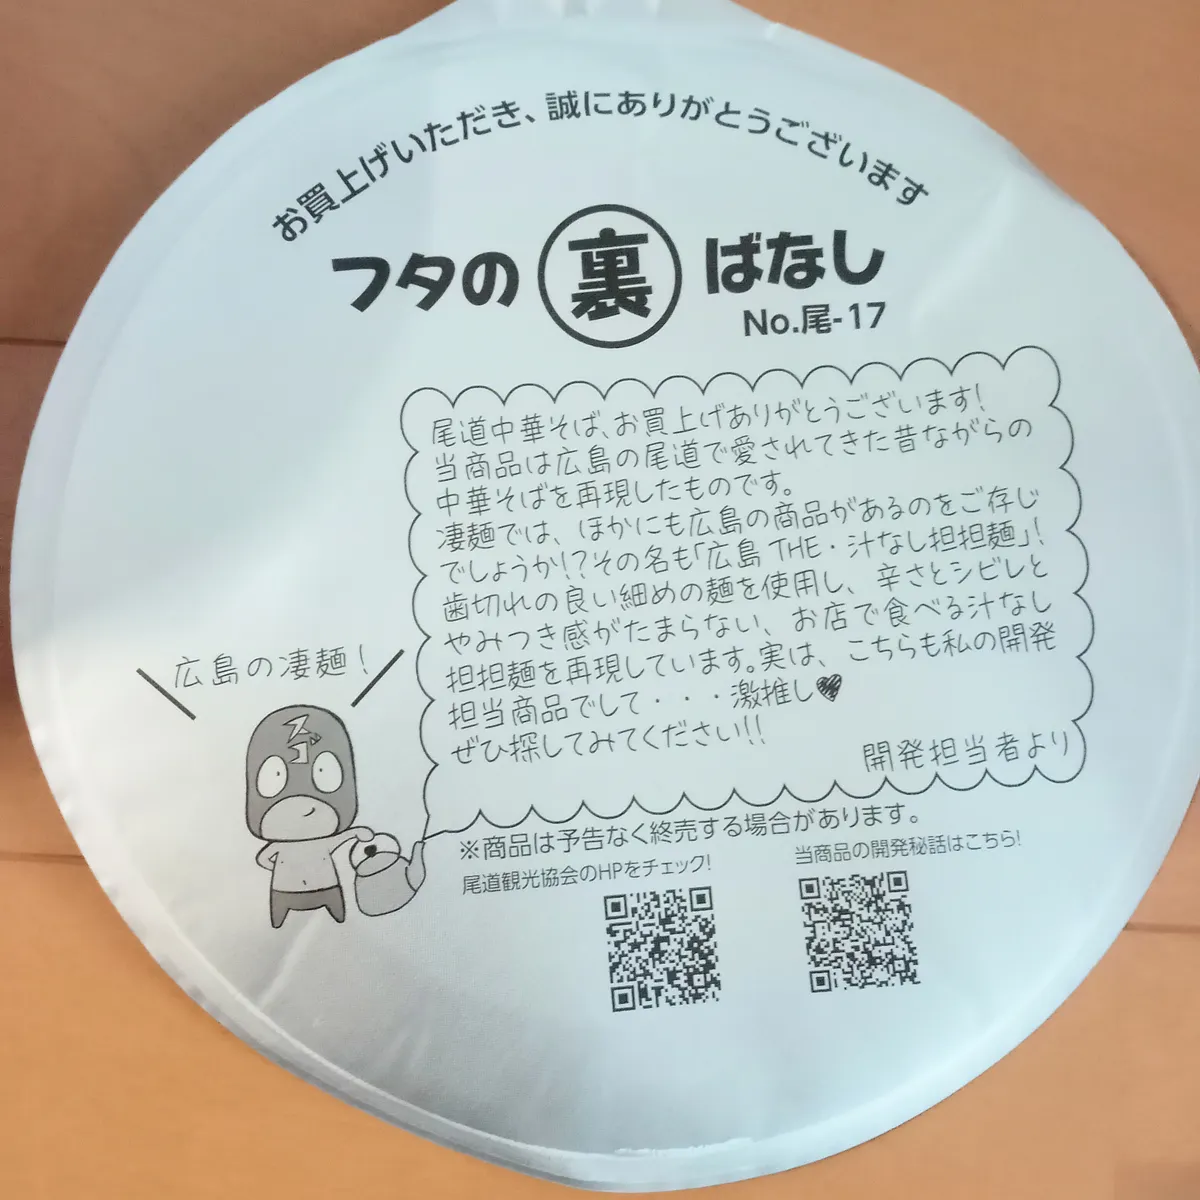 お買上げいただき、誠にありがとうございます
フタの裏ばなし
No.尾-17
尾道中華そば、お買上げありがとうございます!
当商品は広島の尾道で愛されてきた昔ながらの
中華そばを再現したものです。
凄麺では、ほかにも広島の商品があるのをご存じ
でしょうか!?その名も「広島 THE・汁なし担担麺」!
歯切れの良い細めの麺を使用し、辛さとシビレと
やみつき感がたまらない、お店で食べる汁なし
担担麺を再現しています。実は、こちらも私の開発
担当商品でして・・・激推し♥
ぜひ探してみてください!!
開発担当者より
広島の凄麺!
スゴ
※商品は予告なく終売する場合があります。
尾道観光協会のHPをチェック!
当商品の開発秘話はこちら!